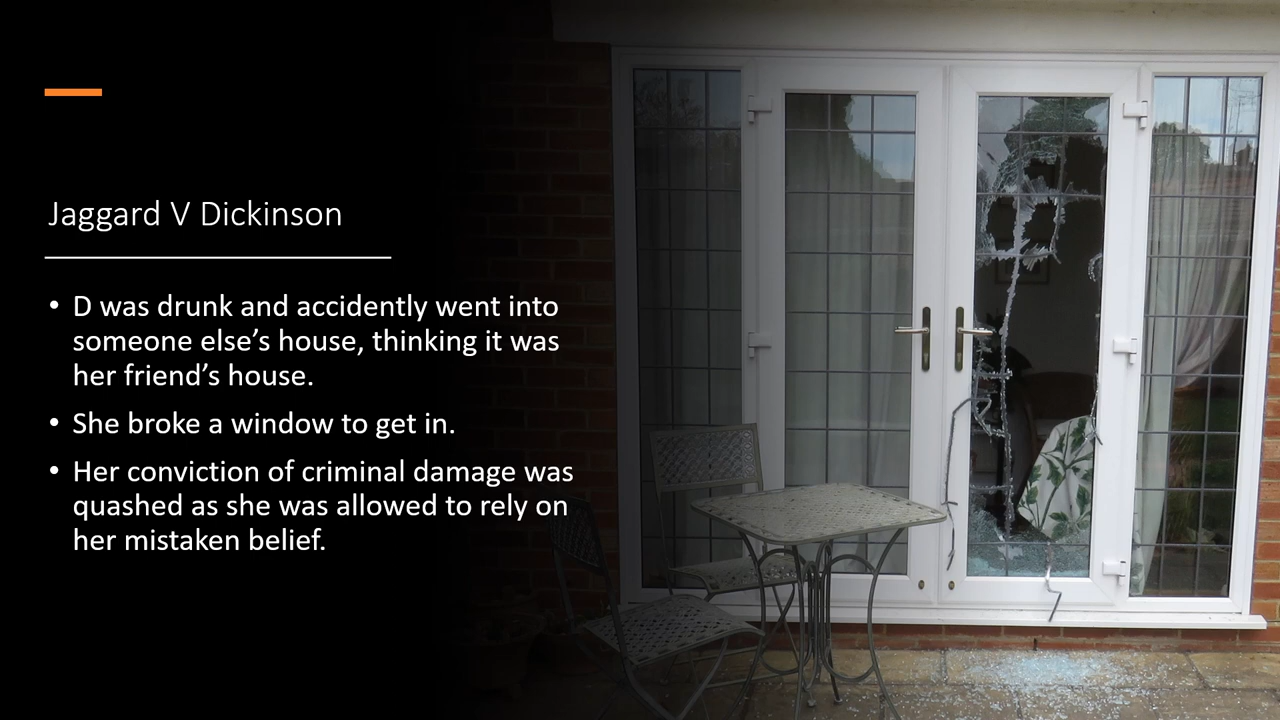 Jaggard V Dickinson
• D was drunk and accidently went into
someone else’s house, thinking it was
her friend’s house.
• She broke a window to get in.
• Her conviction of criminal damage was
quashed as she was allowed to rely on
her mistaken belief.